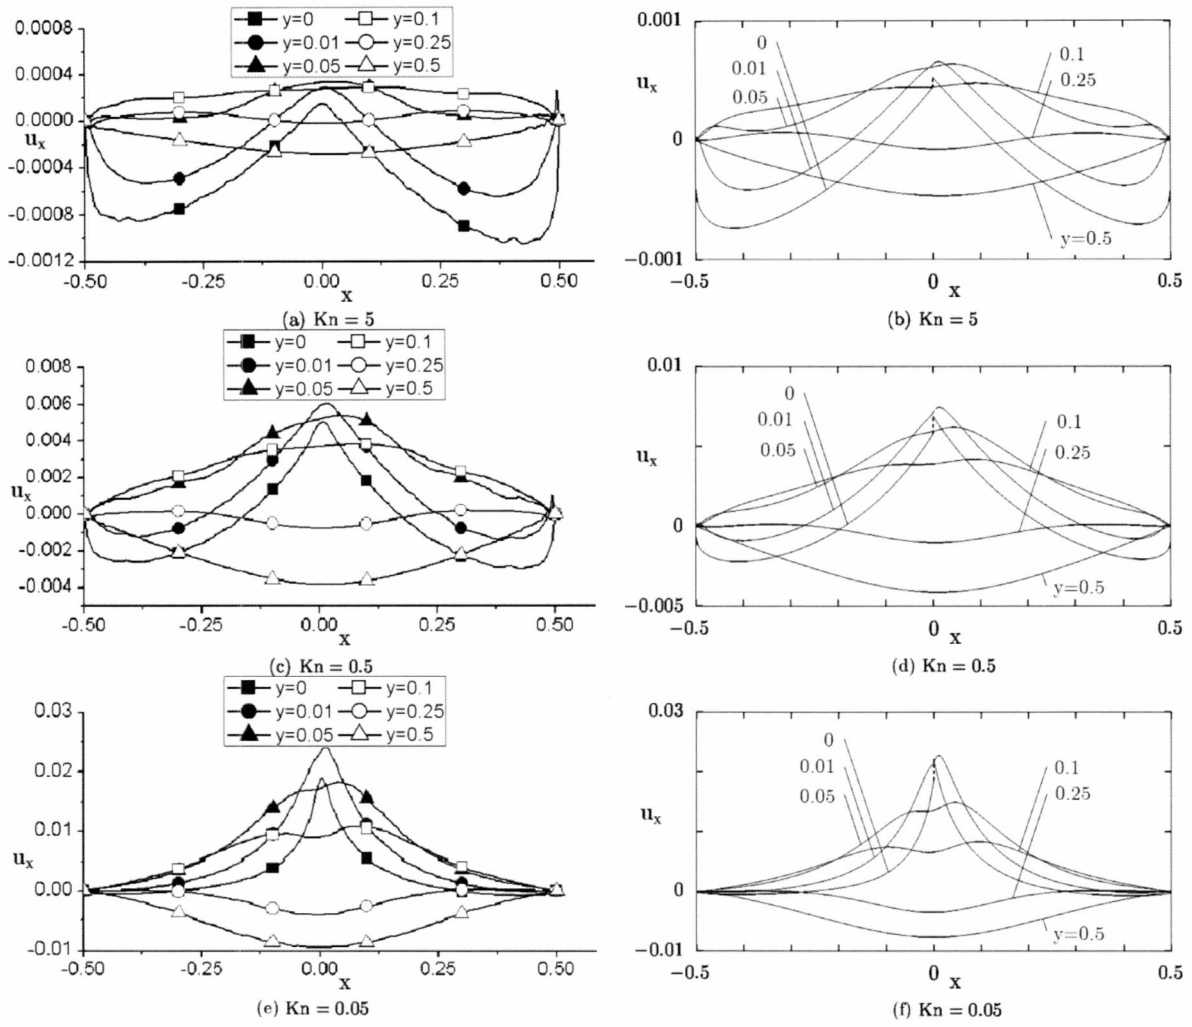 y=0 y=0.1
y=0.01 y=0.25
y=0.05 y=0.5
0.0008
0.0004
0.0000
-0.0004
-0.0008
-0.0012
uₓ
-0.50 -0.25 0.00 0.25 0.50
x
(a) Kn = 5
0.001
0
−0.001
uₓ
0
0.01
0.05
0.1
0.25
y=0.5
−0.5 0 0.5
x
(b) Kn = 5
y=0 y=0.1
y=0.01 y=0.25
y=0.05 y=0.5
0.008
0.006
0.004
0.002
0.000
-0.002
-0.004
uₓ
-0.50 -0.25 0.00 0.25 0.50
x
(c) Kn = 0.5
0.01
0
−0.005
uₓ
0
0.01
0.05
0.1
0.25
y=0.5
−0.5 0 0.5
x
(d) Kn = 0.5
y=0 y=0.1
y=0.01 y=0.25
y=0.05 y=0.5
0.03
0.02
0.01
0.00
-0.01
uₓ
-0.50 -0.25 0.00 0.25 0.50
x
(e) Kn = 0.05
0.03
0
−0.01
uₓ
0
0.01
0.05
0.1
0.25
y=0.5
−0.5 0 0.5
x
(f) Kn = 0.05